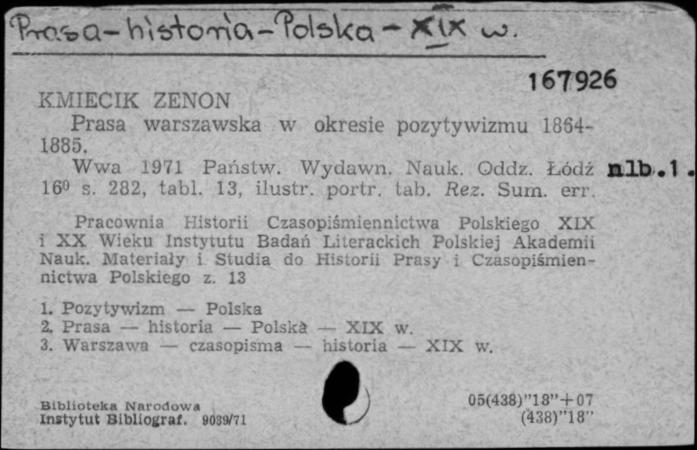 Prasa-historia-Polska-XIX w.
167926
KMIECIK ZENON
Prasa warszawska w okresie pozytywizmu 1864-
1885.
Wwa 1971 Państw. Wydawn. Nauk. Oddz. Łódź nlb.1.
16⁰ s. 282, tabl. 13, ilustr. portr. tab. Rez. Sum. err.
Pracownia Historii Czasopiśmiennictwa Polskiego XIX
i XX Wieku Instytutu Badań Literackich Polskiej Akademii
Nauk. Materiały i Studia do Historii Prasy i Czasopiśmien-
nictwa Polskiego z. 13
1. Pozytywizm — Polska
2. Prasa — historia — Polska — XIX w.
3. Warszawa — czasopisma — historia — XIX w.
Biblioteka Narodowa 05(438)"18"+07
Instytut Bibliograf. 9039/71 (438)"18"